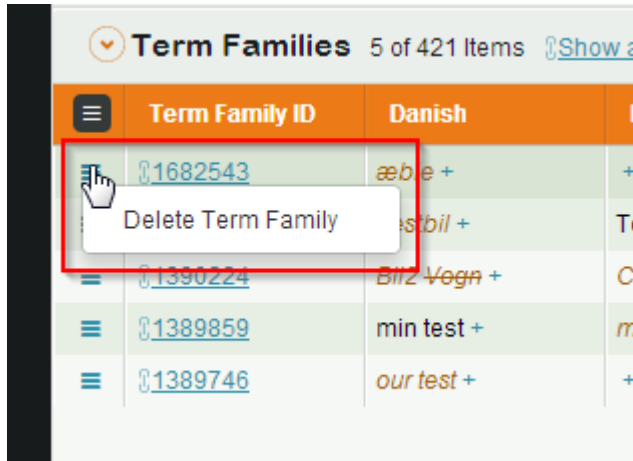 Term Families 5 of 421 Items Show
Term Family ID Danish
1682543 æble +
Delete Term Family
+
1390224 Bil2 Vogn +
1389859 min test +
1389746 our test + +